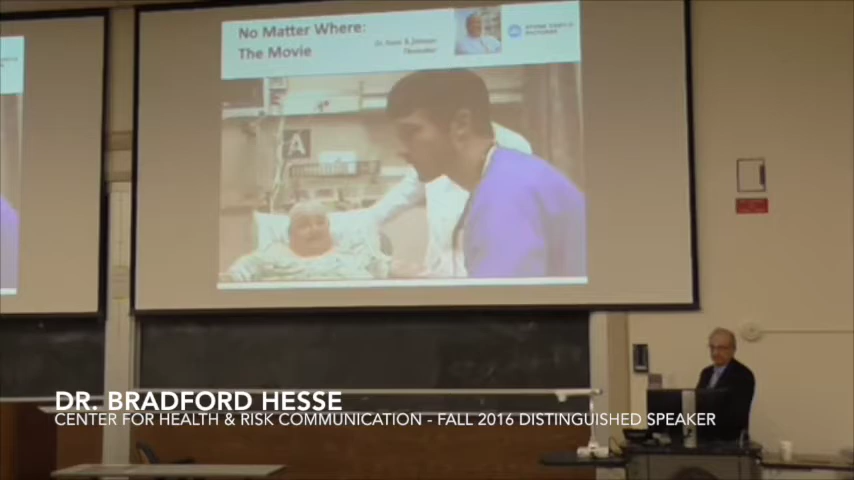 No Matter Where:
The Movie
A
DR. BRADFORD HESSE
CENTER FOR HEALTH & RISK COMMUNICATION - FALL 2016 DISTINGUISHED SPEAKER